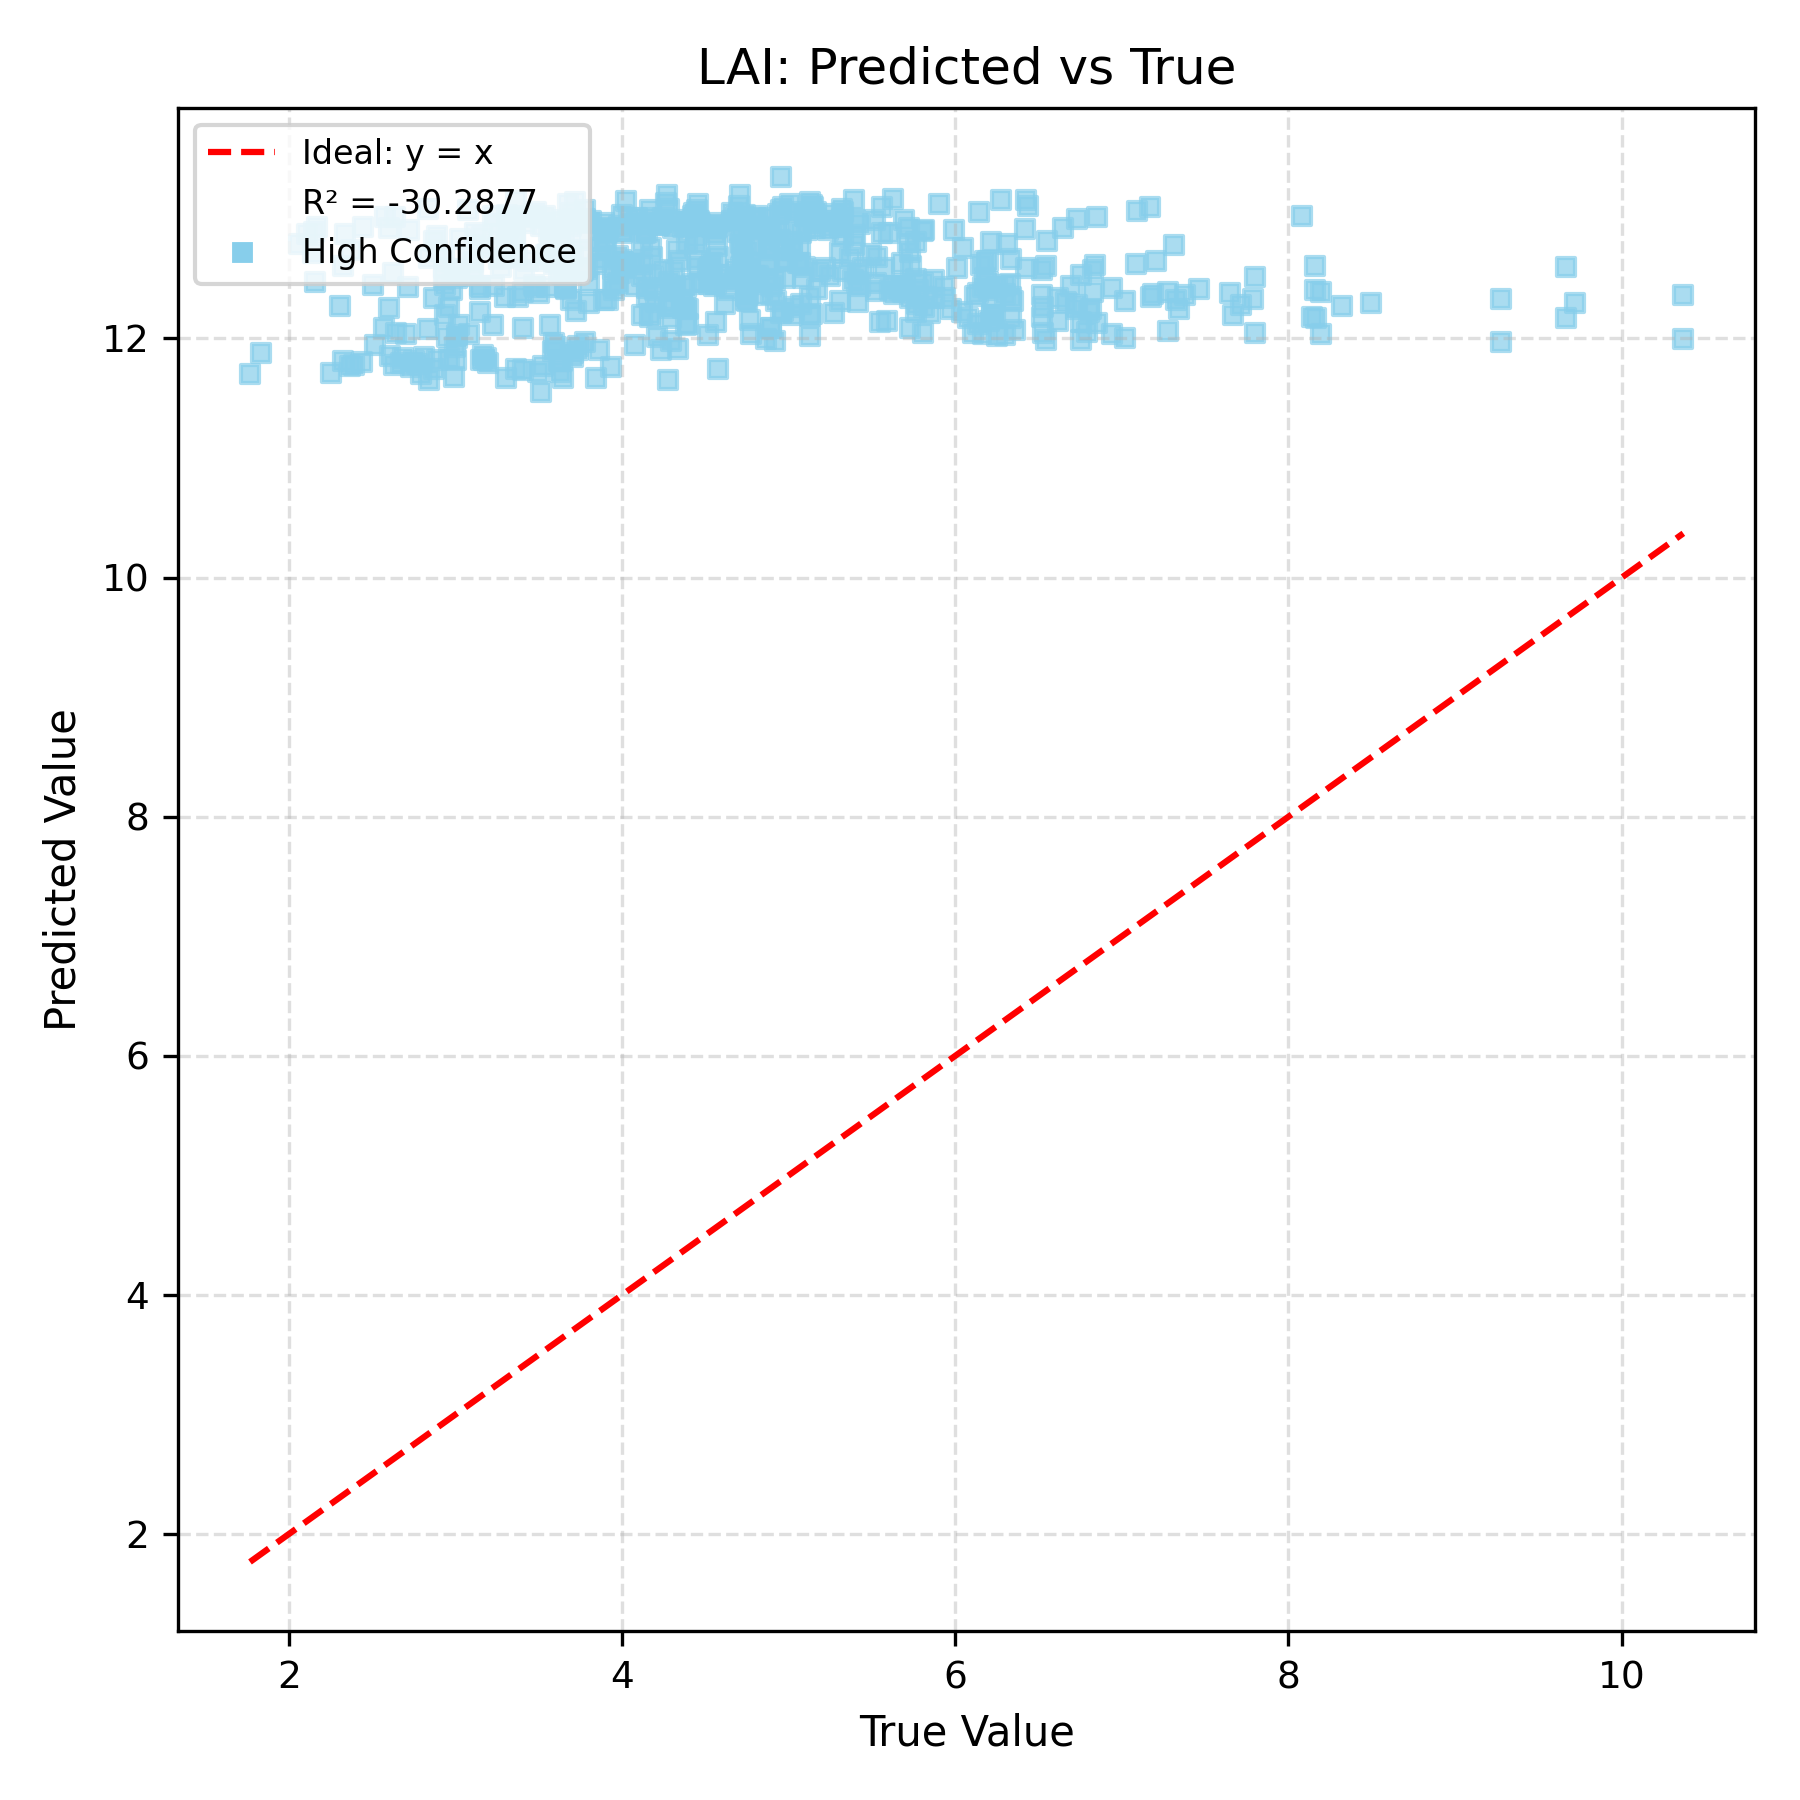 LAI: Predicted vs True
Ideal: y = x
R² = -30.2877
High Confidence
12
10
8
6
4
2
Predicted Value
2 4 6 8 10
True Value